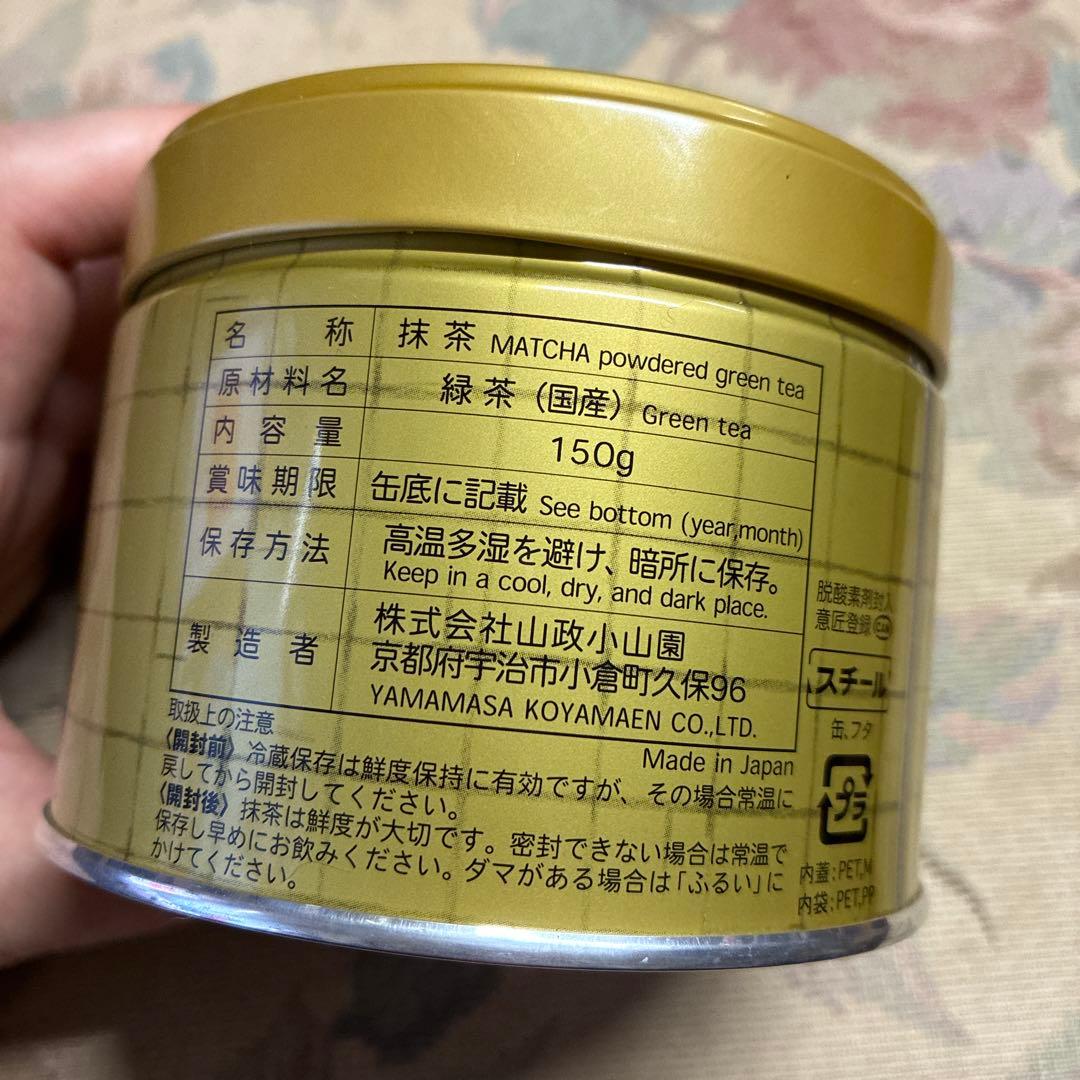 名称 抹茶 MATCHA powdered green tea
原材料名 緑茶（国産） Green tea
内容量 150g
賞味期限 缶底に記載 See bottom (year,month)
保存方法 高温多湿を避け、暗所に保存。
Keep in a cool, dry, and dark place.
製造者 株式会社山政小山園
京都府宇治市小倉町久保96
YAMAMASA KOYAMAEN CO.,LTD.
Made in Japan
取扱上の注意
〈開封前〉冷蔵保存は鮮度保持に有効ですが、その場合常温に
戻してから開封してください。
〈開封後〉抹茶は鮮度が大切です。密封できない場合は常温で
保存し早めにお飲みください。ダマがある場合は「ふるい」に
かけてください。
脱酸素剤封入
意匠登録
スチール
缶、フタ
プラ
内蓋:PET,M
内袋:PET,PP